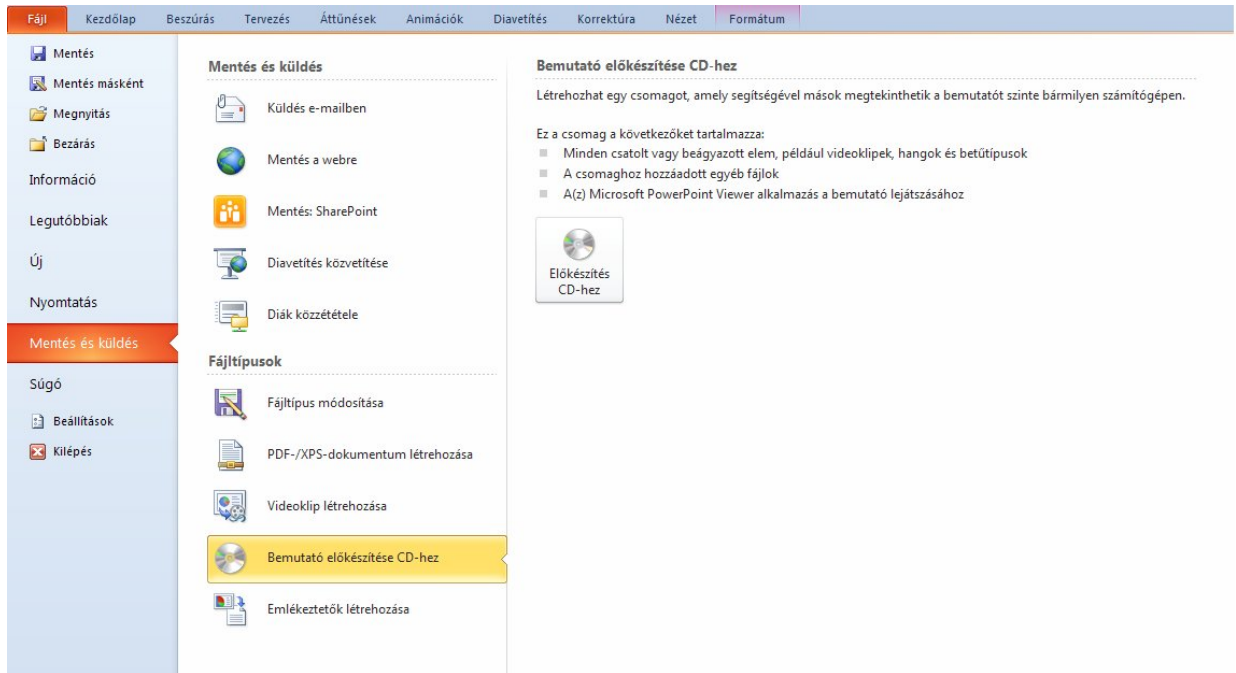 Fájl Kezdőlap Beszúrás Tervezés Áttűnések Animációk Diavetítés Korrektúra Nézet Formátum
Mentés
Mentés másként
Megnyitás
Bezárás
Információ
Legutóbbiak
Új
Nyomtatás
Mentés és küldés
Súgó
Beállítások
Kilépés
Mentés és küldés
Küldés e-mailben
Mentés a webre
Mentés: SharePoint
Diavetítés közvetítése
Diák közzététele
Fájltípusok
Fájltípus módosítása
PDF-/XPS-dokumentum létrehozása
Videoklip létrehozása
Bemutató előkészítése CD-hez
Emlékeztetők létrehozása
Bemutató előkészítése CD-hez
Létrehozhat egy csomagot, amely segítségével mások megtekinthetik a bemutatót szinte bármilyen számítógépen.
Ez a csomag a következőket tartalmazza:
Minden csatolt vagy beágyazott elem, például videoklipek, hangok és betűtípusok
A csomaghoz hozzáadott egyéb fájlok
A(z) Microsoft PowerPoint Viewer alkalmazás a bemutató lejátszásához
Előkészítés
CD-hez